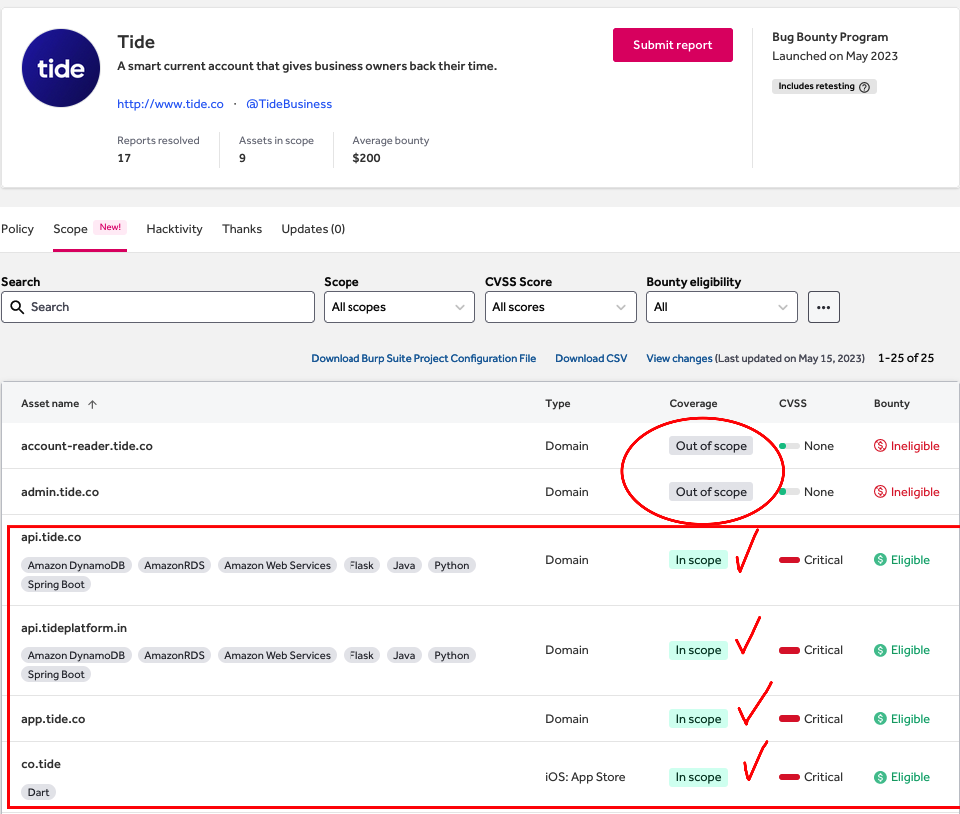 tide
Tide
A smart current account that gives business owners back their time.
http://www.tide.co · @TideBusiness
Reports resolved
17
Assets in scope
9
Average bounty
$200
Submit report
Bug Bounty Program
Launched on May 2023
Includes retesting ?
Policy Scope New! Hacktivity Thanks Updates (0)
Search Scope CVSS Score Bounty eligibility
Search All scopes All scores All ...
Download Burp Suite Project Configuration File Download CSV View changes (Last updated on May 15, 2023) 1-25 of 25
Asset name ↑ Type Coverage CVSS Bounty
account-reader.tide.co Domain Out of scope None Ineligible
admin.tide.co Domain Out of scope None Ineligible
api.tide.co
Amazon DynamoDB AmazonRDS Amazon Web Services Flask Java Python
Spring Boot
Domain In scope Critical Eligible
api.tideplatform.in
Amazon DynamoDB AmazonRDS Amazon Web Services Flask Java Python
Spring Boot
Domain In scope Critical Eligible
app.tide.co Domain In scope Critical Eligible
co.tide
Dart
iOS: App Store In scope Critical Eligible